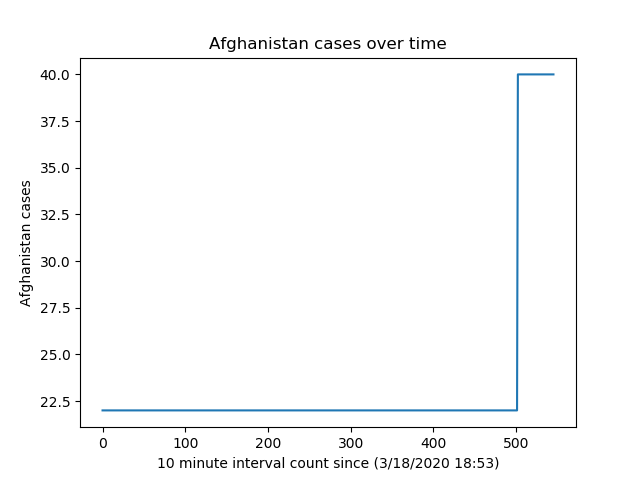 Afghanistan cases over time
40.0
37.5
35.0
32.5
30.0
27.5
25.0
22.5
Afghanistan cases
0 100 200 300 400 500
10 minute interval count since (3/18/2020 18:53)